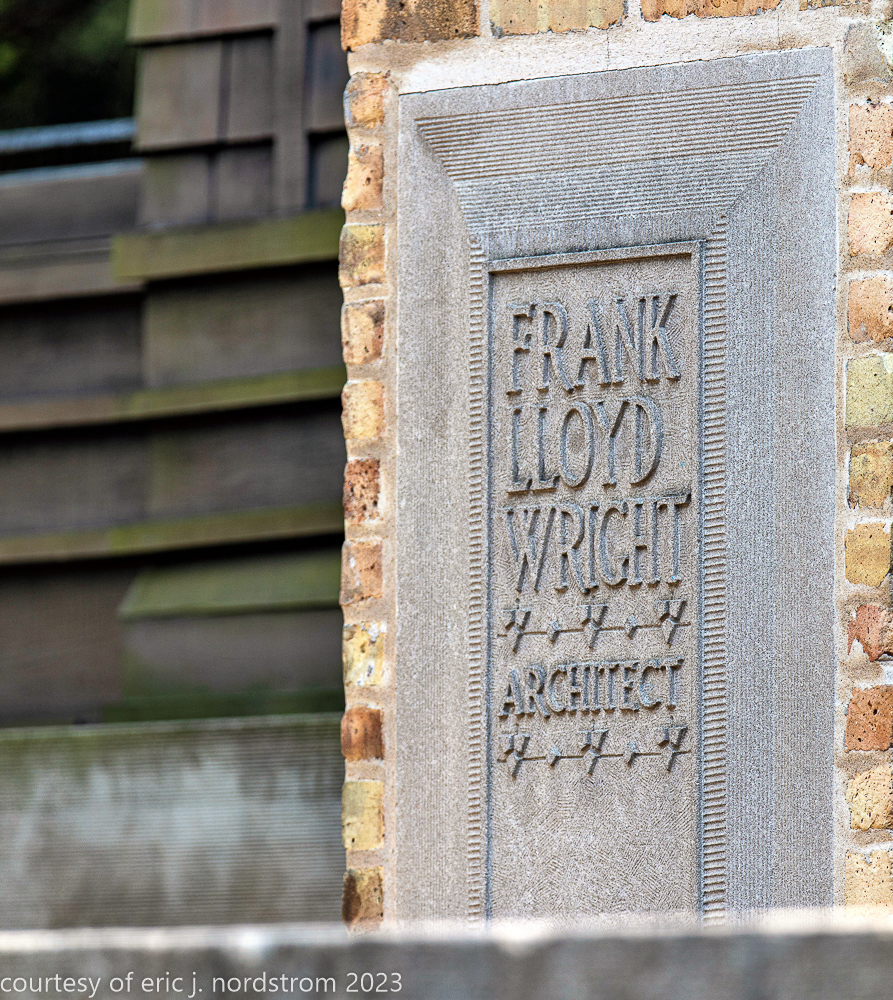 FRANK
LLOYD
WRIGHT
ARCHITECT
courtesy of eric j. nordstrom 2023